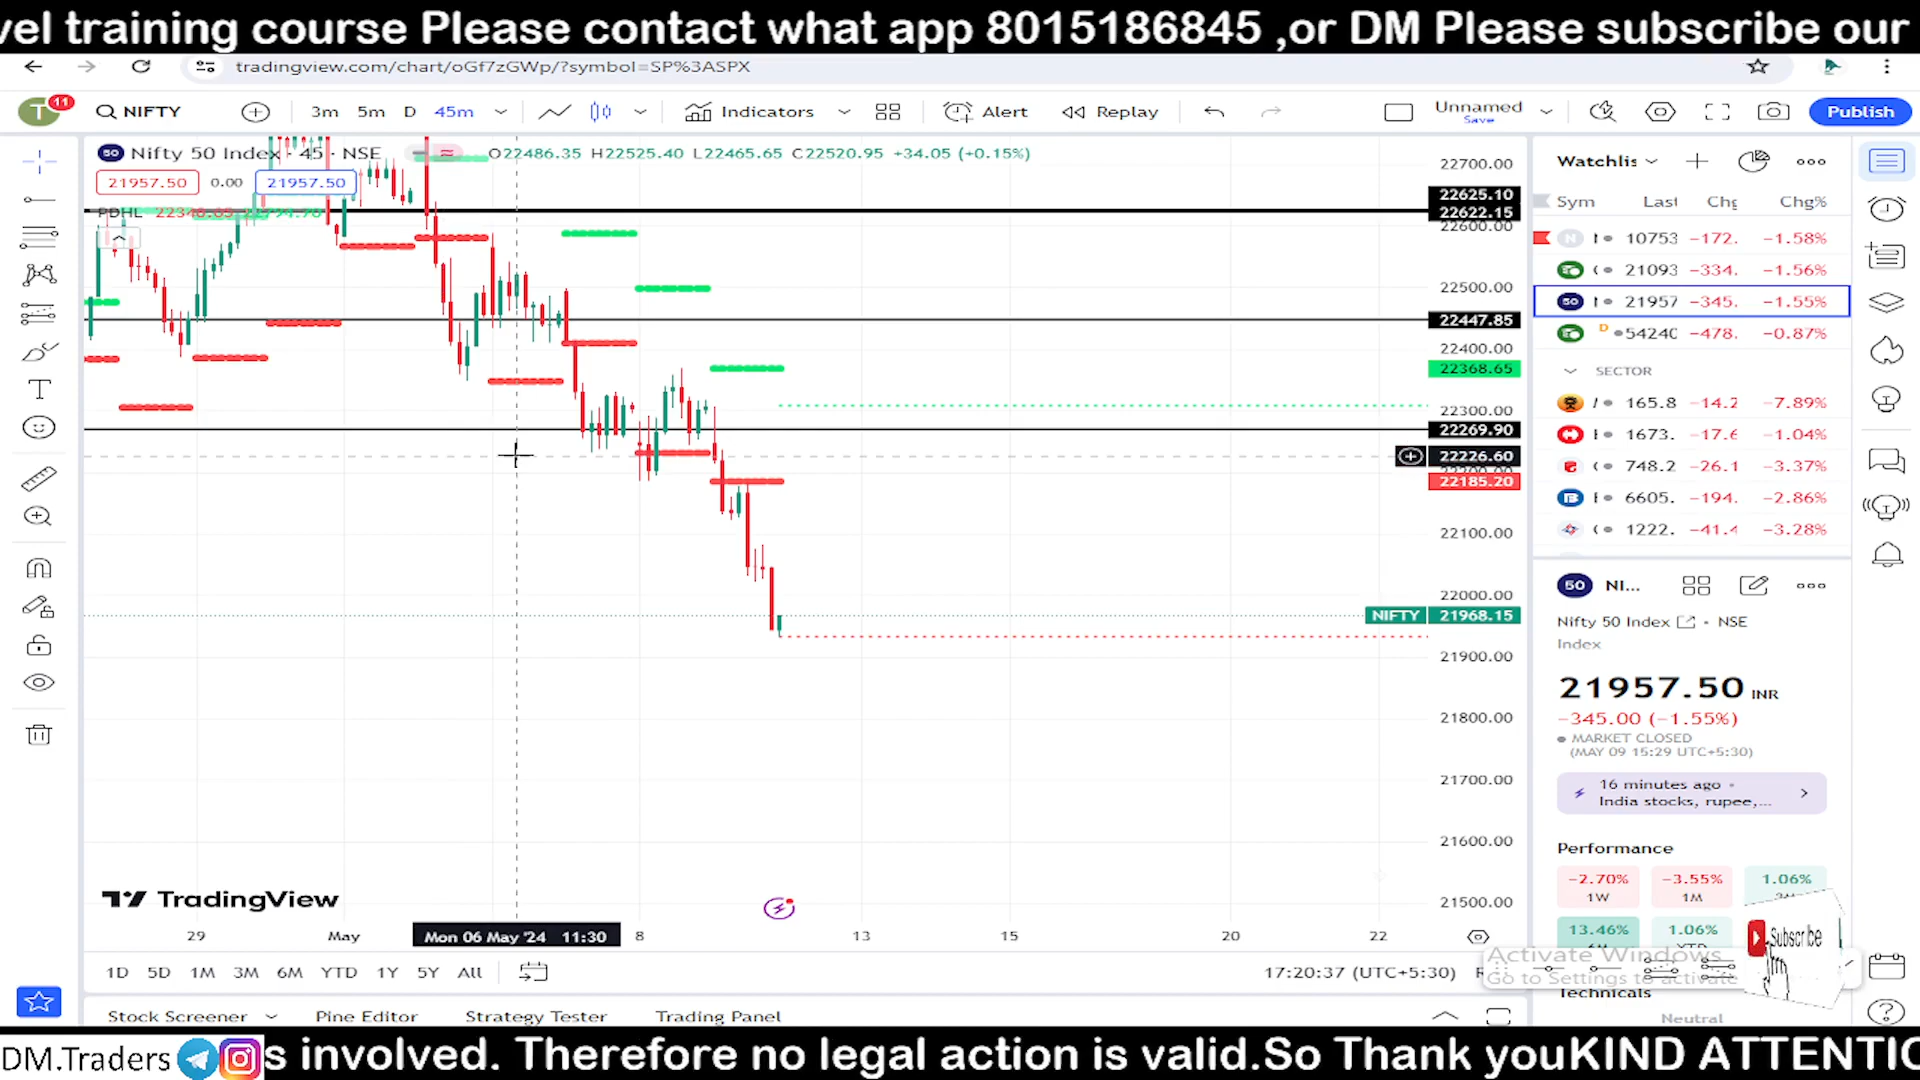 vel training course Please contact what app 8015186845 ,or DM Please subscribe our
tradingview.com/chart/oGf7zGWp/?symbol=SP%3ASPX
T 11 NIFTY 3m 5m D 45m Indicators Alert Replay Unnamed Save Publish
50 Nifty 50 Index · 45 · NSE O22486.35 H22525.40 L22465.65 C22520.95 +34.05 (+0.15%)
21957.50 0.00 21957.50
PDHL
22700.00
22625.10
22622.15
22600.00
22500.00
22447.85
22400.00
22368.65
22300.00
22269.90
22226.60
22185.20
22100.00
22000.00
NIFTY 21968.15
21900.00
21800.00
21700.00
21600.00
21500.00
TradingView
29 May Mon 06 May '24 11:30 8 13 15 20 22
1D 5D 1M 3M 6M YTD 1Y 5Y All 17:20:37 (UTC+5:30)
Stock Screener Pine Editor Strategy Tester Trading Panel
Watchlis
Sym Last Chg Chg%
10753 −172. −1.58%
21093 −334. −1.56%
50 21957 −345. −1.55%
D 54240 −478. −0.87%
SECTOR
165.8 −14.2 −7.89%
1673. −17.6 −1.04%
748.2 −26.1 −3.37%
6605. −194. −2.86%
1222. −41.4 −3.28%
50 NI...
Nifty 50 Index · NSE
Index
21957.50 INR
−345.00 (−1.55%)
MARKET CLOSED
(MAY 09 15:29 UTC+5:30)
16 minutes ago ·
India stocks, rupee,...
Performance
−2.70% −3.55% 1.06%
1W 1M
13.46% 1.06%
Subscribe
Activate Windows
Go to Settings to activate
Technicals
Neutral
DM.Traders s involved. Therefore no legal action is valid.So Thank youKIND ATTENTIO